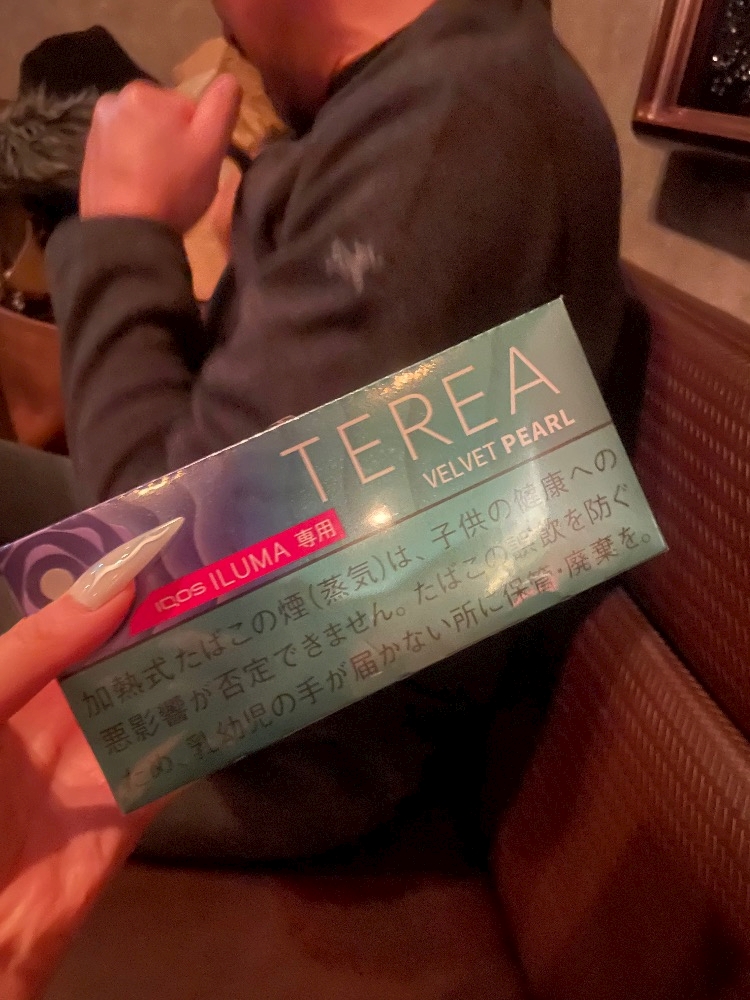 TEREA
VELVET PEARL
IQOS ILUMA 専用
加熱式たばこの煙(蒸気)は、子供の健康への
悪影響が否定できません。たばこの誤飲を防ぐ
ため、乳幼児の手が届かない所に保管・廃棄を。